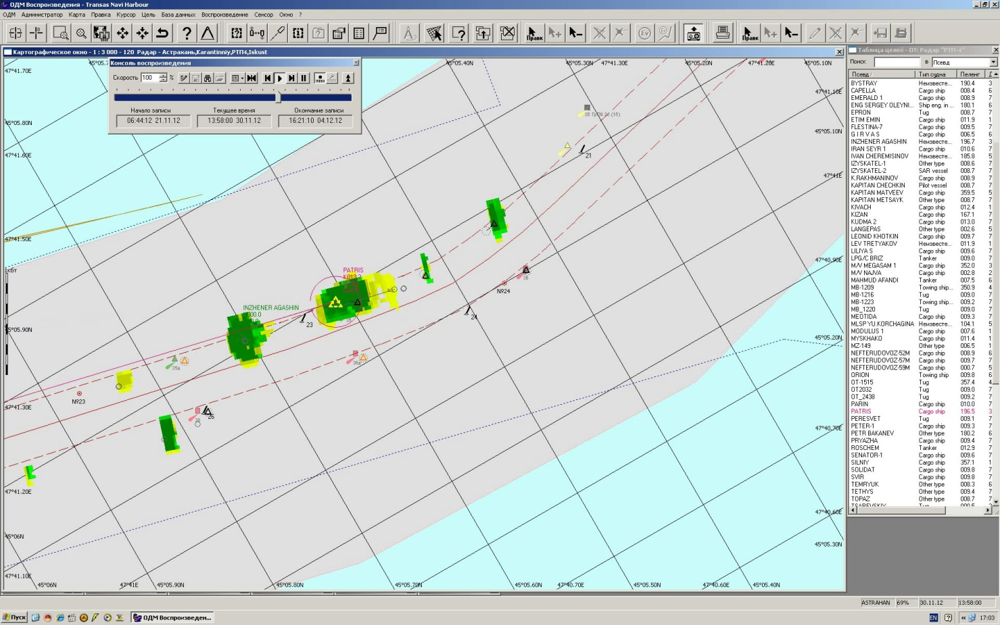 ОДМ Воспроизведения - Transas Navi Harbour
ОДМ Администратор Карта Правка Курсор Цель База данных Воспроизведение Сенсор Окно ?
Картографическое окно - 1 : 3 000 - 120 Радар - Астрахань,Karantinniy,РТП4,Iskust
Консоль воспроизведения
Скорость 100 %
Начало записи Текущее время Окончание записи
06:44:12 21.11.12 13:58:00 30.11.12 16:21:10 04.12.12
47°41.70E
45°05.40N
45°05.30N 47°41.30E
45°05.20N
47°41.20E
45°05.10N
47°41.10E
45°05.80N
45°05.10N
47°41.60E
21
47°41E
47°41.50E
47°40.90E
PATRIS
36
№24
INZHENER AGASHIN
23
24
45°05.90N
45°05.20N
36a
36a
№23
47°41.30E
38
26
47°40.70E
47°41.20E
47°40.60E
45°06N
45°05.30N
47°41.10E
45°06N 47°41E 45°05.90N 45°05.80N 45°05.70N 45°05.60N 47°40.70E 45°05.50N 47°40.60E 45°05.40N
Таблица целей - ОТ: Радар "РТП-4"
Поиск в Псевд
Псевд Тип судна Пеленг
BYSTRAY Неизвесте... 190.4 3
CAPELLA Cargo ship 008.4 6
EMERALD 1 Cargo ship 008.9 7
ENG SERGEY OLEYNI... Ship eng. in ... 180.1 6
EPRON Tug 008.7 7
ETIM EMIN Cargo ship 011.9 1
FLESTINA-7 Cargo ship 009.5 7
G I R V A S Cargo ship 006.5 6
INZHENER AGASHIN Неизвесте... 196.7 3
IRAN SEYR 1 Cargo ship 010.6 7
IVAN CHEREMISINOV Неизвесте... 185.8 5
IZYSKATEL-1 Other type 008.6 7
IZYSKATEL-2 SAR vessel 008.7 7
K.RAKHMANINOV Cargo ship 008.9 7
KAPITAN CHECHKIN Pilot vessel 008.7 7
KAPITAN MATVEEV Cargo ship 359.5 5
KAPITAN METSAYK Other type 008.7 7
KIVACH Cargo ship 012.4 1
KIZAN Cargo ship 167.1 7
KUDMA 2 Cargo ship 013.0 7
LANGEPAS Other type 002.6 5
LEONID KHOTKIN Cargo ship 009.7 7
LEV TRETYAKOV Неизвесте... 011.9 1
LILIYA S Cargo ship 009.6 7
LPG/C BRIZ Tanker 009.0 7
M/V MEGASAM 1 Cargo ship 352.0 3
M/V NAJVA Cargo ship 002.8 2
MAHMUD AFANDI Tanker 007.5 6
MB-1209 Towing ship... 350.9 4
MB-1216 Tug 009.0 7
MB-1223 Towing ship... 009.2 7
MB_1220 Tug 009.0 7
MEOTIDA Cargo ship 009.3 7
MLSP YU.KORCHAGINA Неизвесте... 104.1 5
MODULUS 1 Cargo ship 007.6 1
MYSKHAKO Cargo ship 011.4 1
MZ-149 Other type 006.5 1
NEFTERUDOVOZ-52M Cargo ship 008.9 6
NEFTERUDOVOZ-57M Cargo ship 009.7 7
NEFTERUDOVOZ-59M Cargo ship 000.7 5
ORION Towing ship 009.8 6
OT-1515 Tug 357.4 4
OT2032 Tug 009.0 7
OT_2438 Tug 009.2 7
PARIN Cargo ship 010.0 7
PATRIS Cargo ship 196.5 3
PERESVET Tug 009.1 7
PETER-1 Cargo ship 009.3 7
PETR BAKANEV Other type 180.2 6
PRYAZHA Cargo ship 009.4 7
ROSCHEM Tanker 012.9 7
SENATOR-1 Cargo ship 009.6 7
SILNIY Cargo ship 357.1 1
SOLIDAT Cargo ship 009.8 7
SVIR Cargo ship 009.8 7
TEMRYUK Other type 008.3 6
TETHYS Other type 009.4 7
TOPAZ Other type 008.7 7
ASTRAHAN 69% 30.11.12 13:58:00
Пуск ОДМ Воспроизведен... EN 17:03